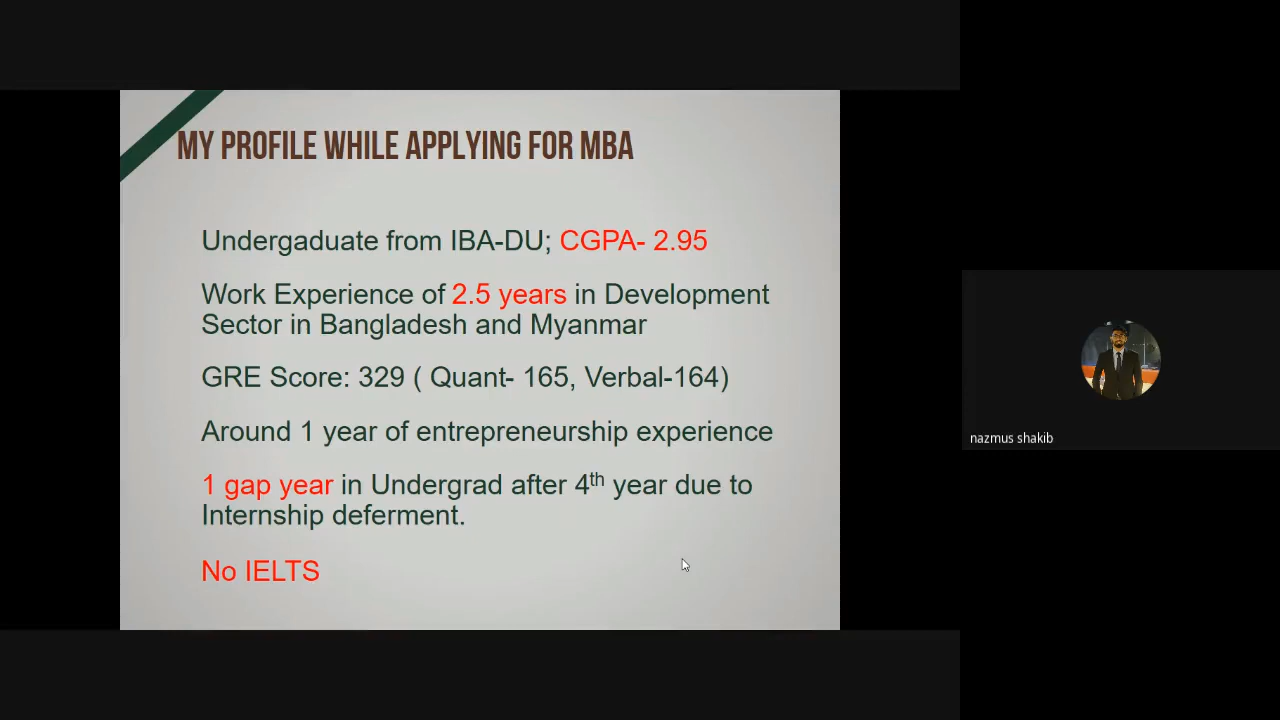 MY PROFILE WHILE APPLYING FOR MBA
Undergaduate from IBA-DU; CGPA- 2.95
Work Experience of 2.5 years in Development
Sector in Bangladesh and Myanmar
GRE Score: 329 ( Quant- 165, Verbal-164)
Around 1 year of entrepreneurship experience
1 gap year in Undergrad after 4th year due to
Internship deferment.
No IELTS
nazmus shakib